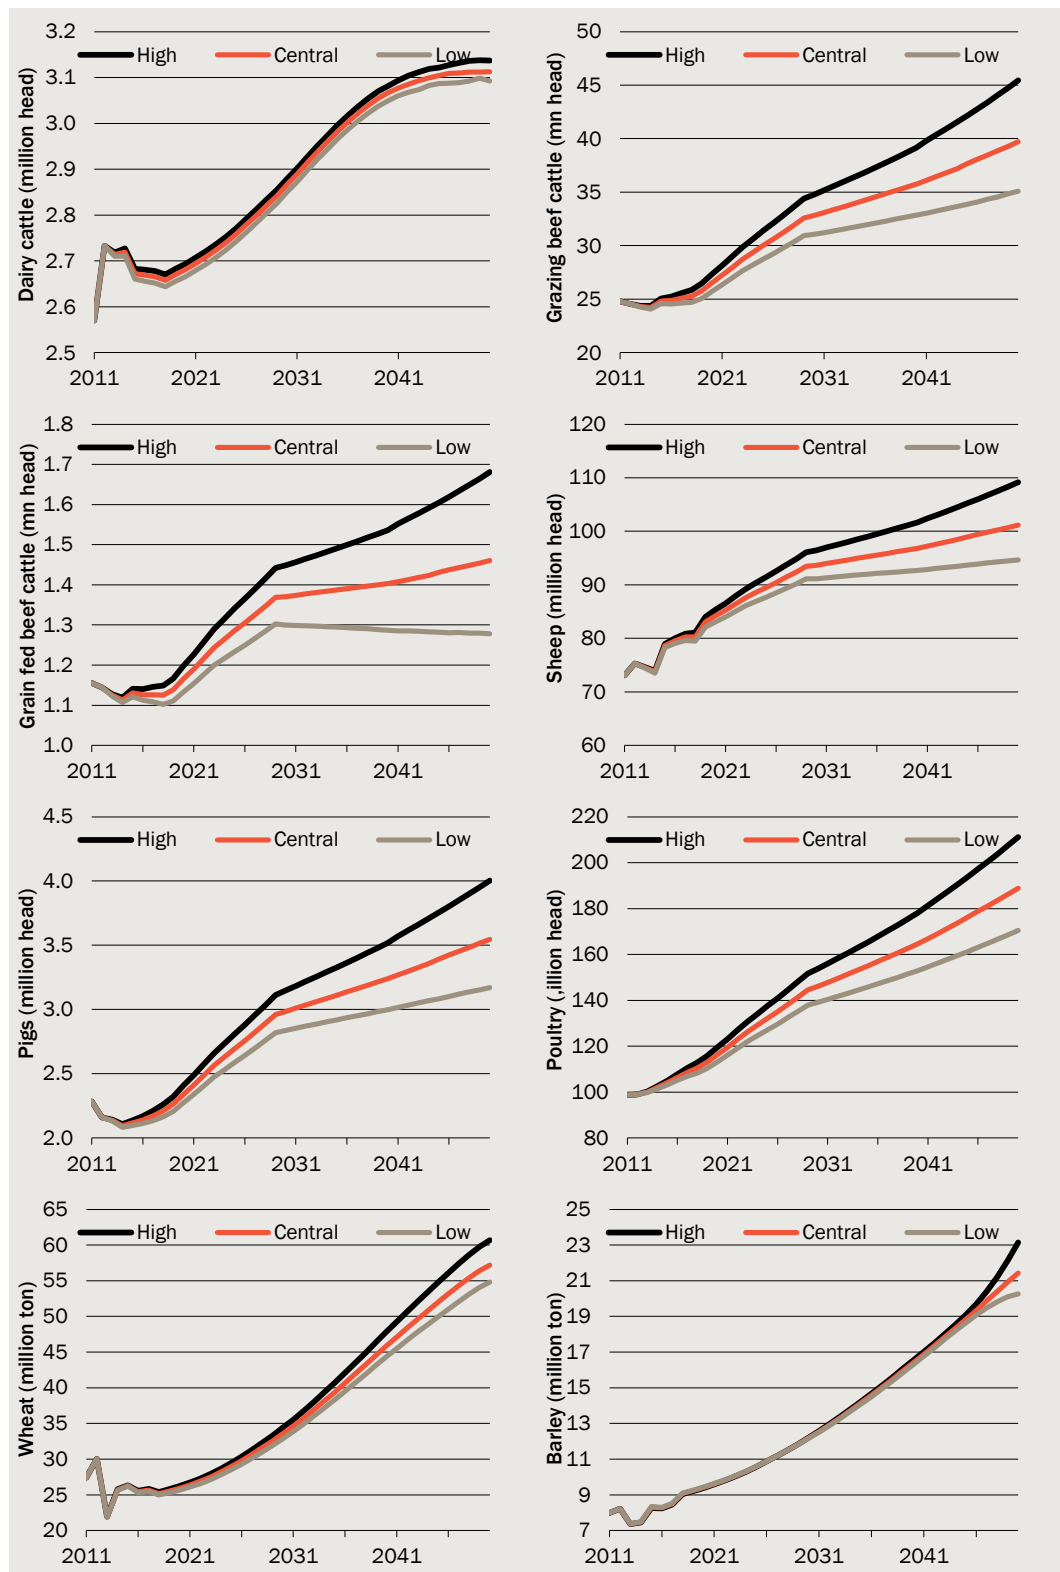 3.2
High Central Low
3.1
3.0
2.9
2.8
2.7
2.6
2.5
2011 2021 2031 2041
Dairy cattle (million head)
50
High Central Low
45
40
35
30
25
20
2011 2021 2031 2041
Grazing beef cattle (mn head)
1.8
High Central Low
1.7
1.6
1.5
1.4
1.3
1.2
1.1
1.0
2011 2021 2031 2041
Grain fed beef cattle (mn head)
120
High Central Low
110
100
90
80
70
60
2011 2021 2031 2041
Sheep (million head)
4.5
High Central Low
4.0
3.5
3.0
2.5
2.0
2011 2021 2031 2041
Pigs (million head)
220
High Central Low
200
180
160
140
120
100
80
2011 2021 2031 2041
Poultry (,illion head)
65
High Central Low
60
55
50
45
40
35
30
25
20
2011 2021 2031 2041
Wheat (million ton)
25
High Central Low
23
21
19
17
15
13
11
9
7
2011 2021 2031 2041
Barley (million ton)